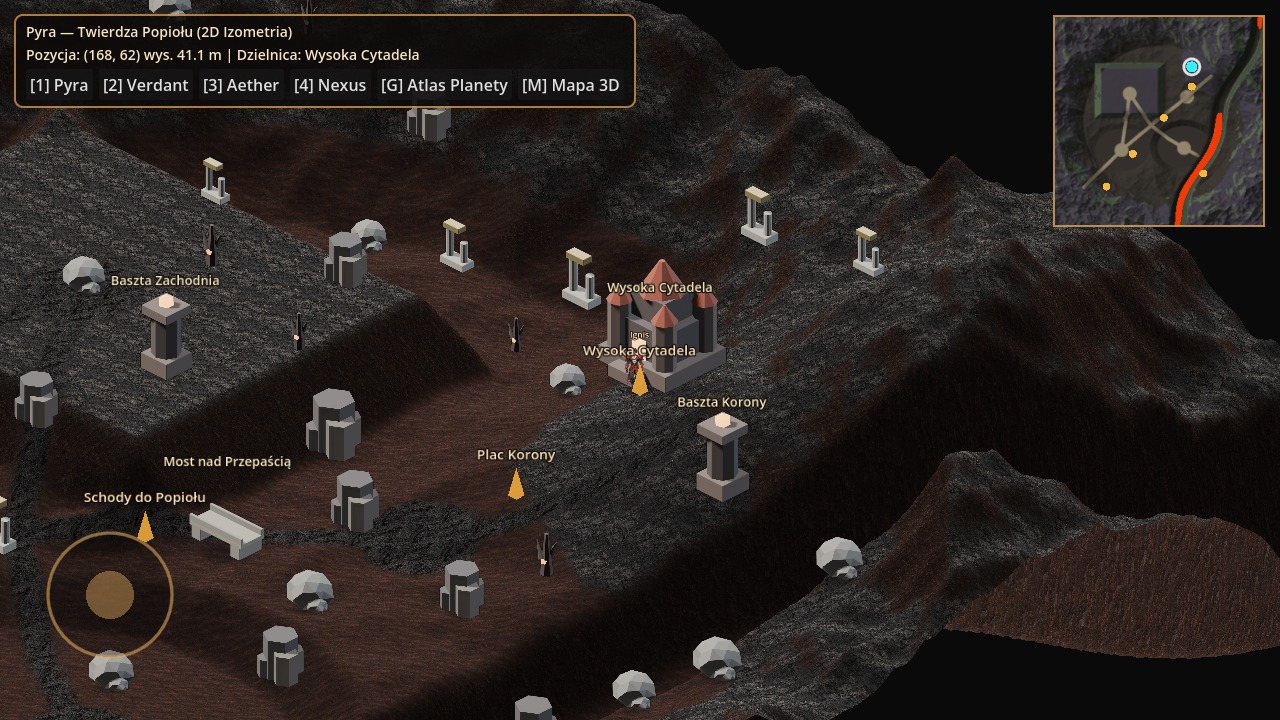 Pyra — Twierdza Popiołu (2D Izometria)
Pozycja: (168, 62) wys. 41.1 m | Dzielnica: Wysoka Cytadela
[1] Pyra [2] Verdant [3] Aether [4] Nexus [G] Atlas Planety [M] Mapa 3D
Baszta Zachodnia
Wysoka Cytadela
Ignis
Wysoka Cytadela
Baszta Korony
Plac Korony
Most nad Przepaścią
Schody do Popiołu